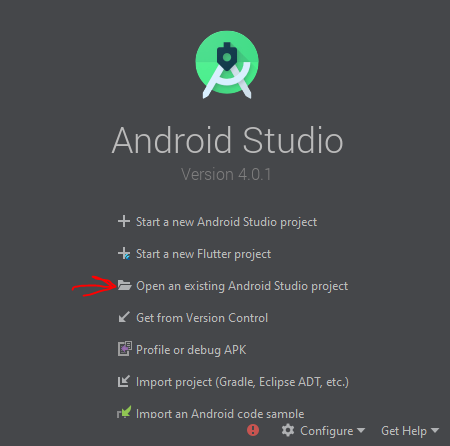 Android Studio
Version 4.0.1
Start a new Android Studio project
Start a new Flutter project
Open an existing Android Studio project
Get from Version Control
Profile or debug APK
Import project (Gradle, Eclipse ADT, etc.)
Import an Android code sample
Configure Get Help